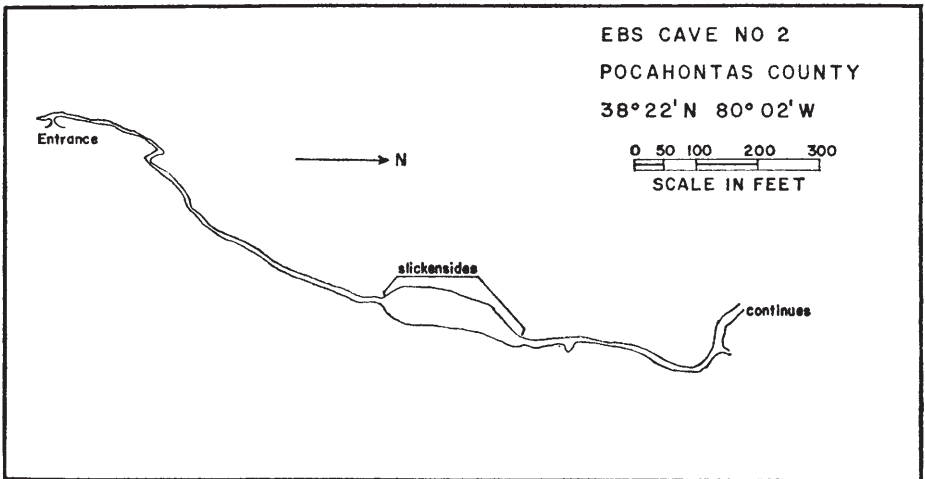 EBS CAVE NO 2
POCAHONTAS COUNTY
38°22'N 80°02'W
0 50 100 200 300
SCALE IN FEET
Entrance
N
slickensides
continues